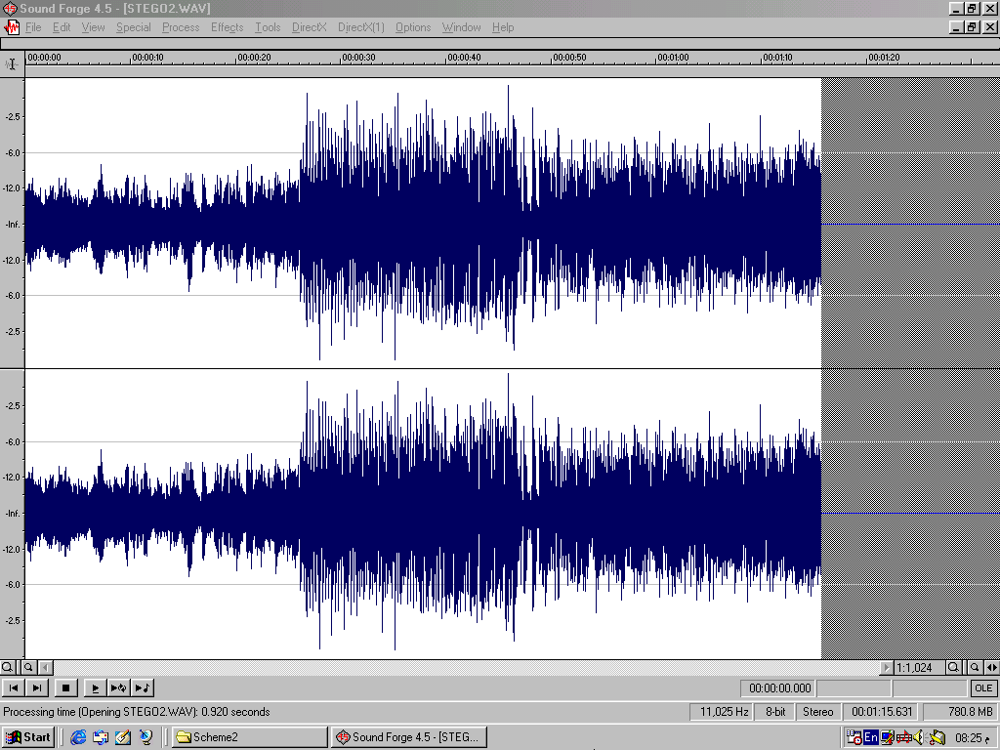 Sound Forge 4.5 - [STEGO2.WAV]
File Edit View Special Process Effects Tools DirectX DirectX(1) Options Window Help
00:00:00 00:00:10 00:00:20 00:00:30 00:00:40 00:00:50 00:01:00 00:01:10 00:01:20
-2.5
-6.0
-12.0
-Inf.
-12.0
-6.0
-2.5
-2.5
-6.0
-12.0
-Inf.
-12.0
-6.0
-2.5
1:1,024
00:00:00.000 OLE
Processing time (Opening STEGO2.WAV): 0.920 seconds 11,025 Hz 8-bit Stereo 00:01:15.631 780.8 MB
Start Scheme2 Sound Forge 4.5 - [STEG... En 08:25 م